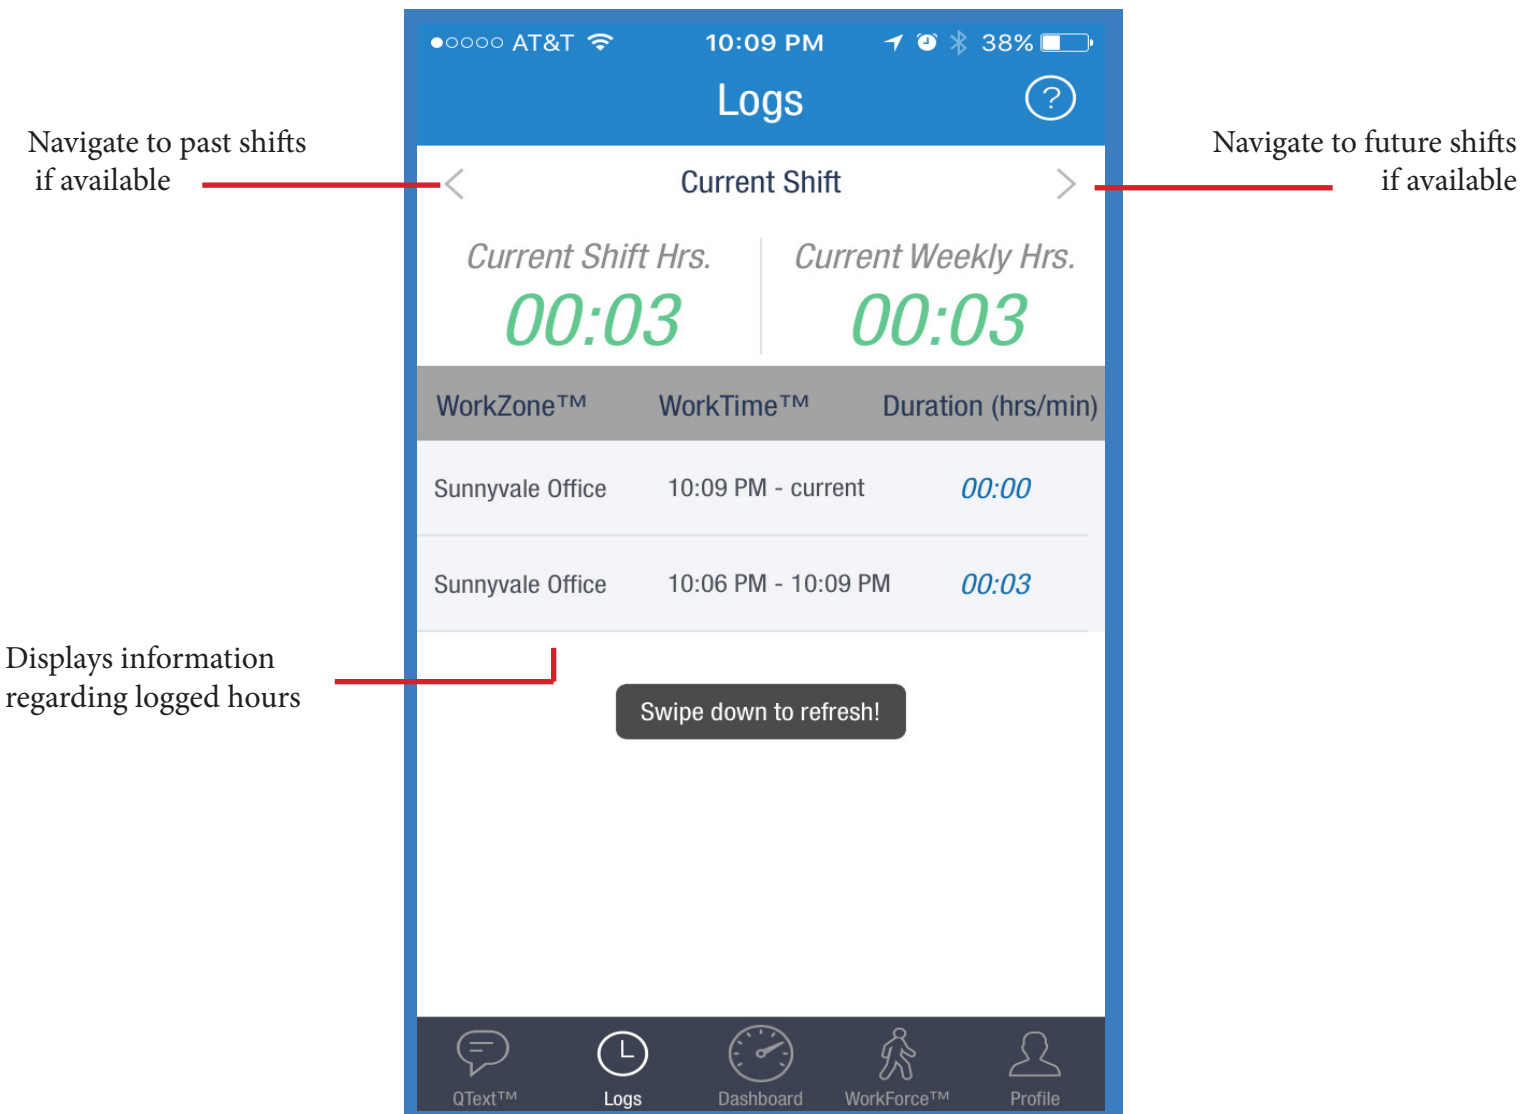 AT&T 10:09 PM 38%
Logs
?
Navigate to past shifts
if available
Navigate to future shifts
if available
Current Shift
Current Shift Hrs. Current Weekly Hrs.
00:03 00:03
WorkZone™ WorkTime™ Duration (hrs/min)
Sunnyvale Office 10:09 PM - current 00:00
Sunnyvale Office 10:06 PM - 10:09 PM 00:03
Displays information
regarding logged hours
Swipe down to refresh!
QText™ Logs Dashboard WorkForce™ Profile